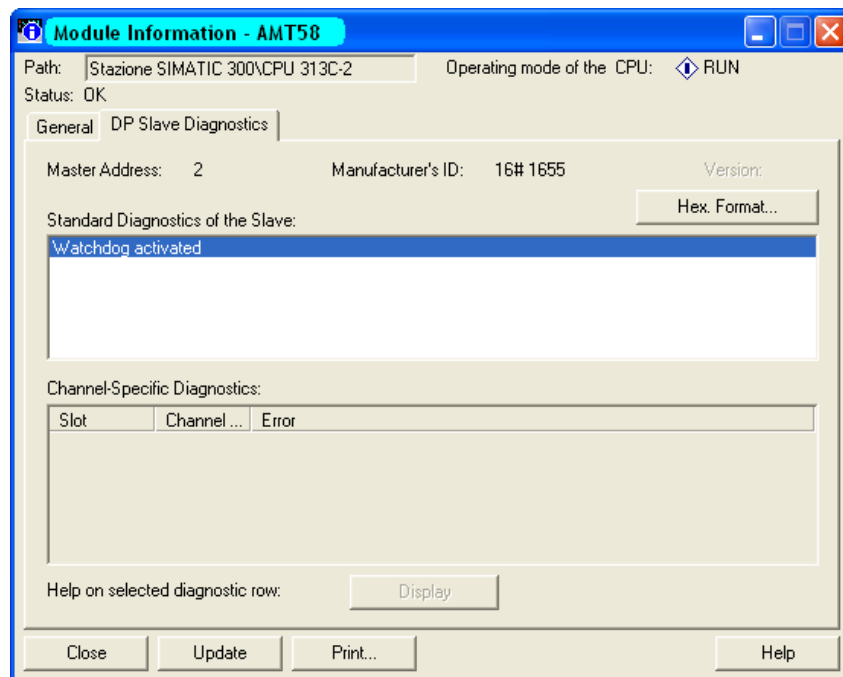 Module Information - AMT58
Path: Stazione SIMATIC 300\CPU 313C-2 Operating mode of the CPU: RUN
Status: OK
General DP Slave Diagnostics
Master Address: 2 Manufacturer's ID: 16# 1655 Version:
Hex. Format...
Standard Diagnostics of the Slave:
Watchdog activated
Channel-Specific Diagnostics:
Slot Channel ... Error
Help on selected diagnostic row: Display
Close Update Print... Help